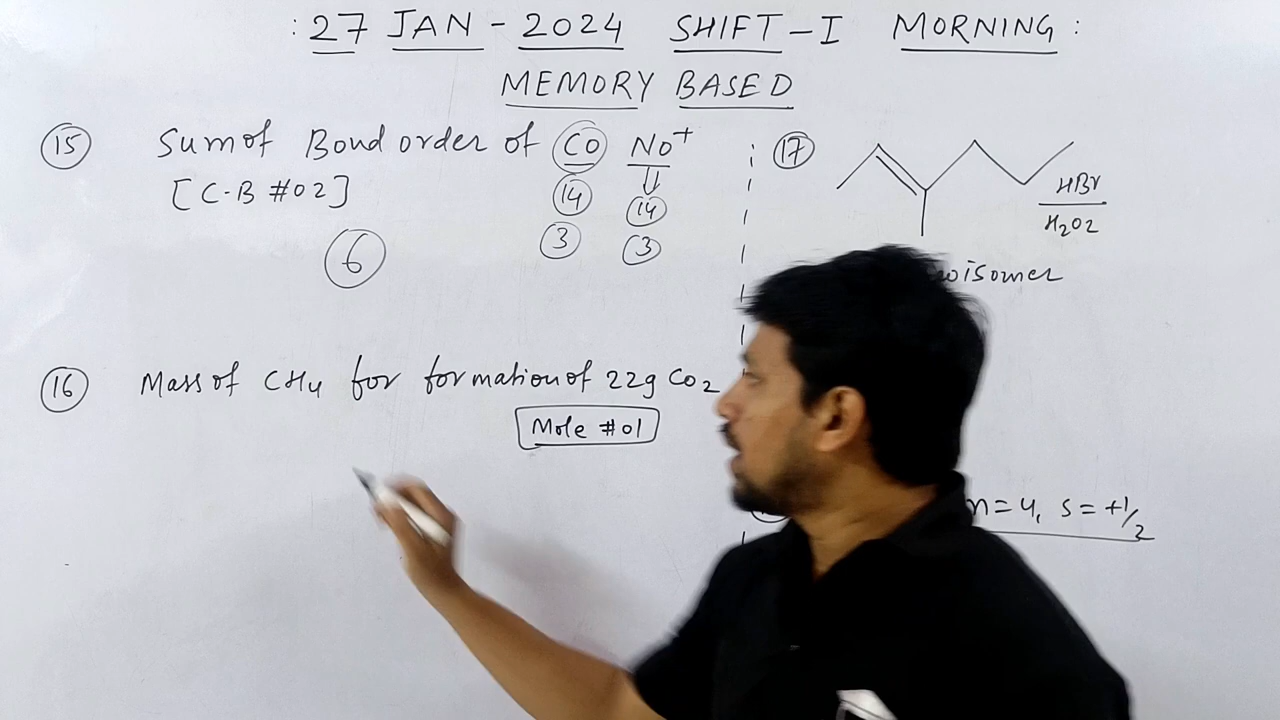 : 27 JAN - 2024 SHIFT - I MORNING :
MEMORY BASED
15 Sum of Bond order of CO NO+
[C-B #02]
14 14
3 3
6
16 Mass of CH4 for formation of 22g CO2
Mole #01
17
HBr
H2O2
isomer
n=4, s=+1/2